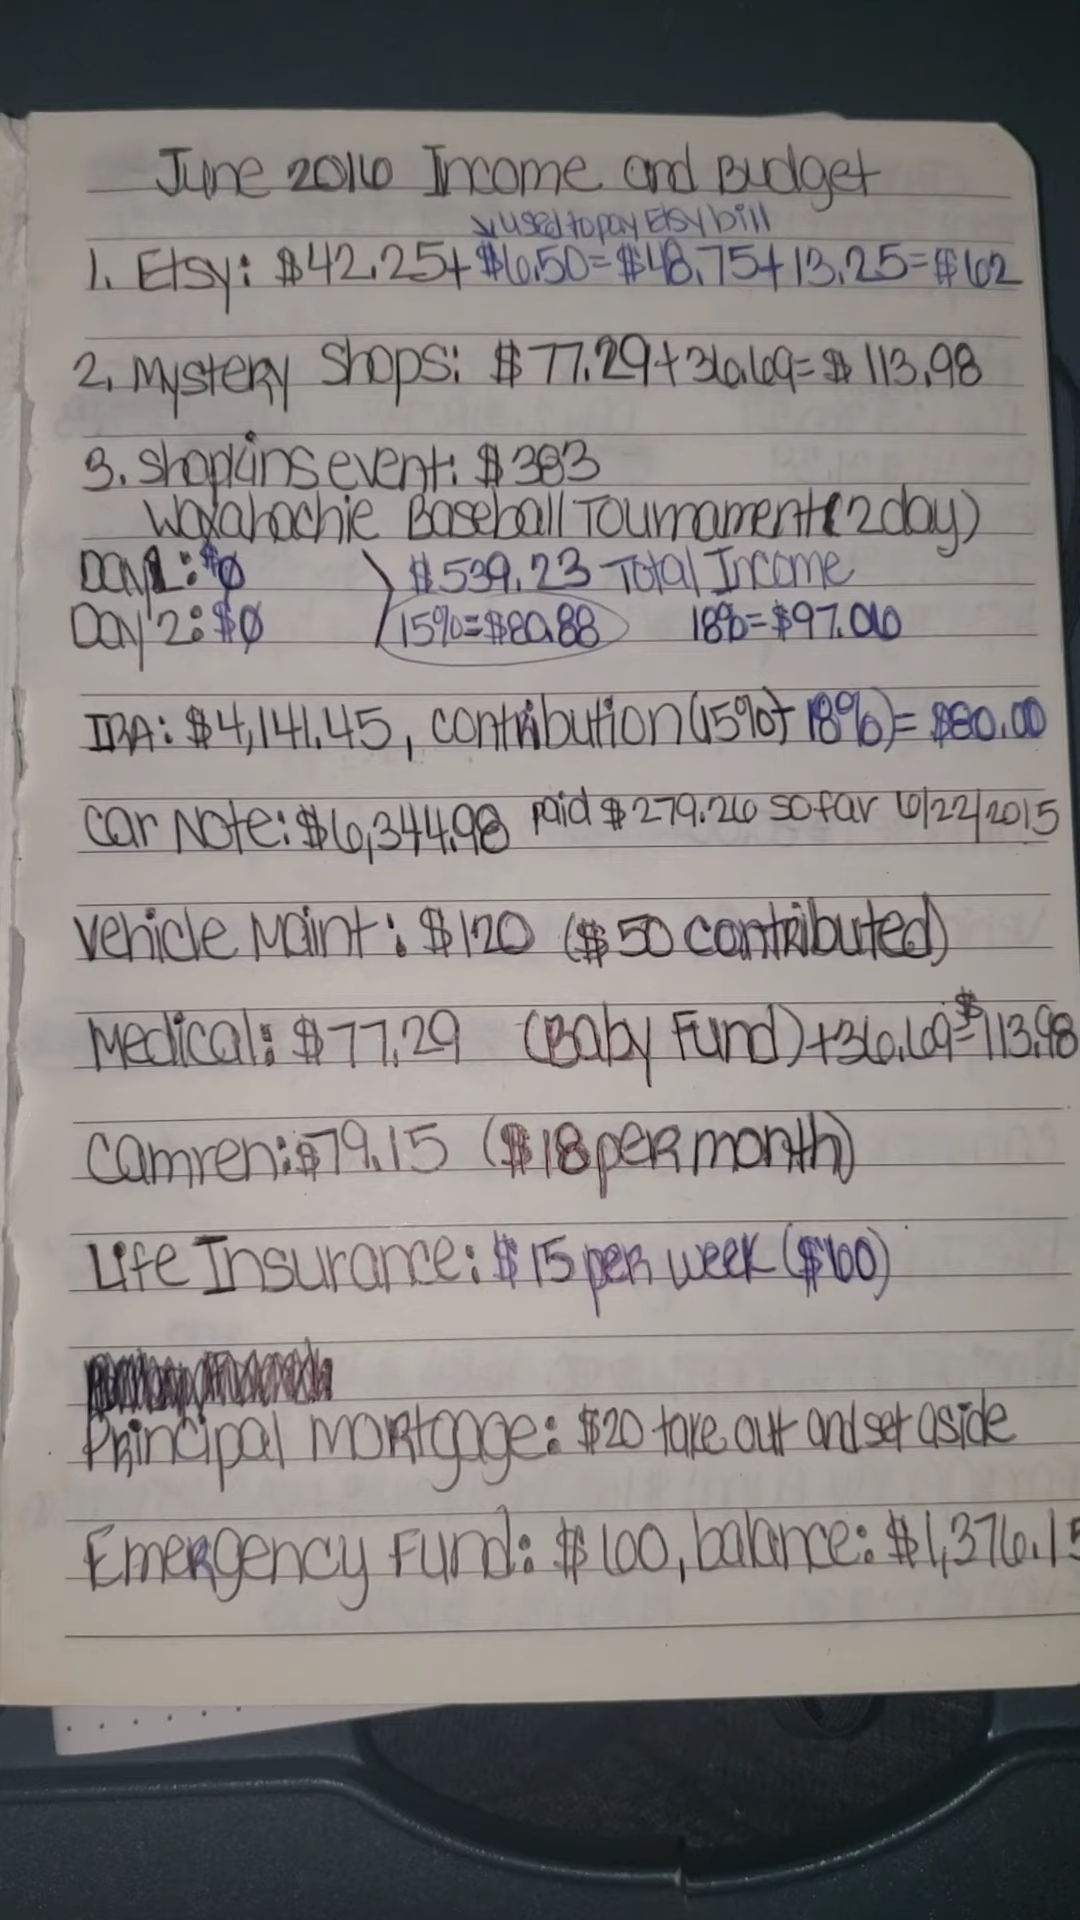 June 2016 Income and Budget
↘ used to pay Etsy bill
1. Etsy: $42.25+ $6.50=$48.75+13.25=$62
2. Mystery Shops: $77.29+36.69=$113.98
3. Shopkins event: $383
Waxahachie Baseball Tournament (2 day)
Day 1: $0 $539.23 Total Income
Day 2: $0 15%=$80.88 18%=$97.06
IRA: $4,141.45, contribution (15%+ 18%)= $80.00
Car Note: $6,344.98 paid $279.26 so far 6/22/2015
Vehicle Maint: $120 ($50 contributed)
Medical: $77.29 (Baby Fund)+36.69=$113.98
Camren: $79.15 ($18 per month)
Life Insurance: $15 per week ($60)
Principal Mortgage: $20 take out and set aside
Emergency Fund: $100, balance: $1,376.15